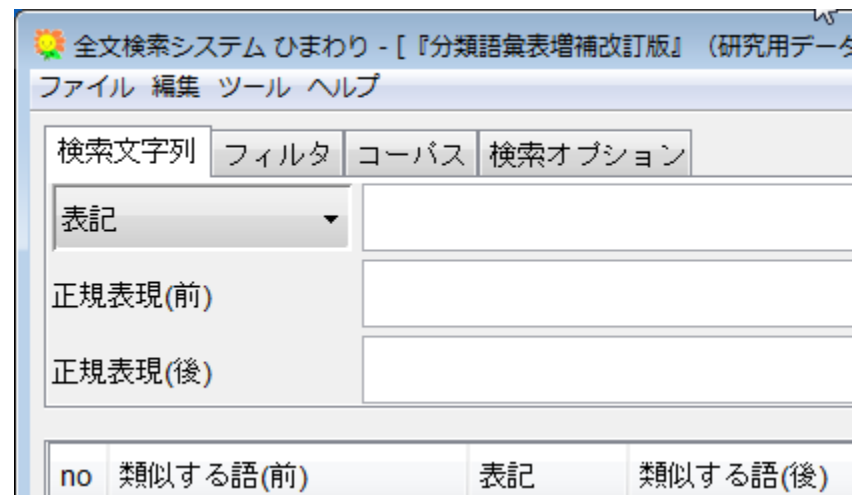 全文検索システム ひまわり - [『分類語彙表増補改訂版』 （研究用データ
ファイル 編集 ツール ヘルプ
検索文字列 フィルタ コーパス 検索オプション
表記
正規表現(前)
正規表現(後)
no 類似する語(前) 表記 類似する語(後)